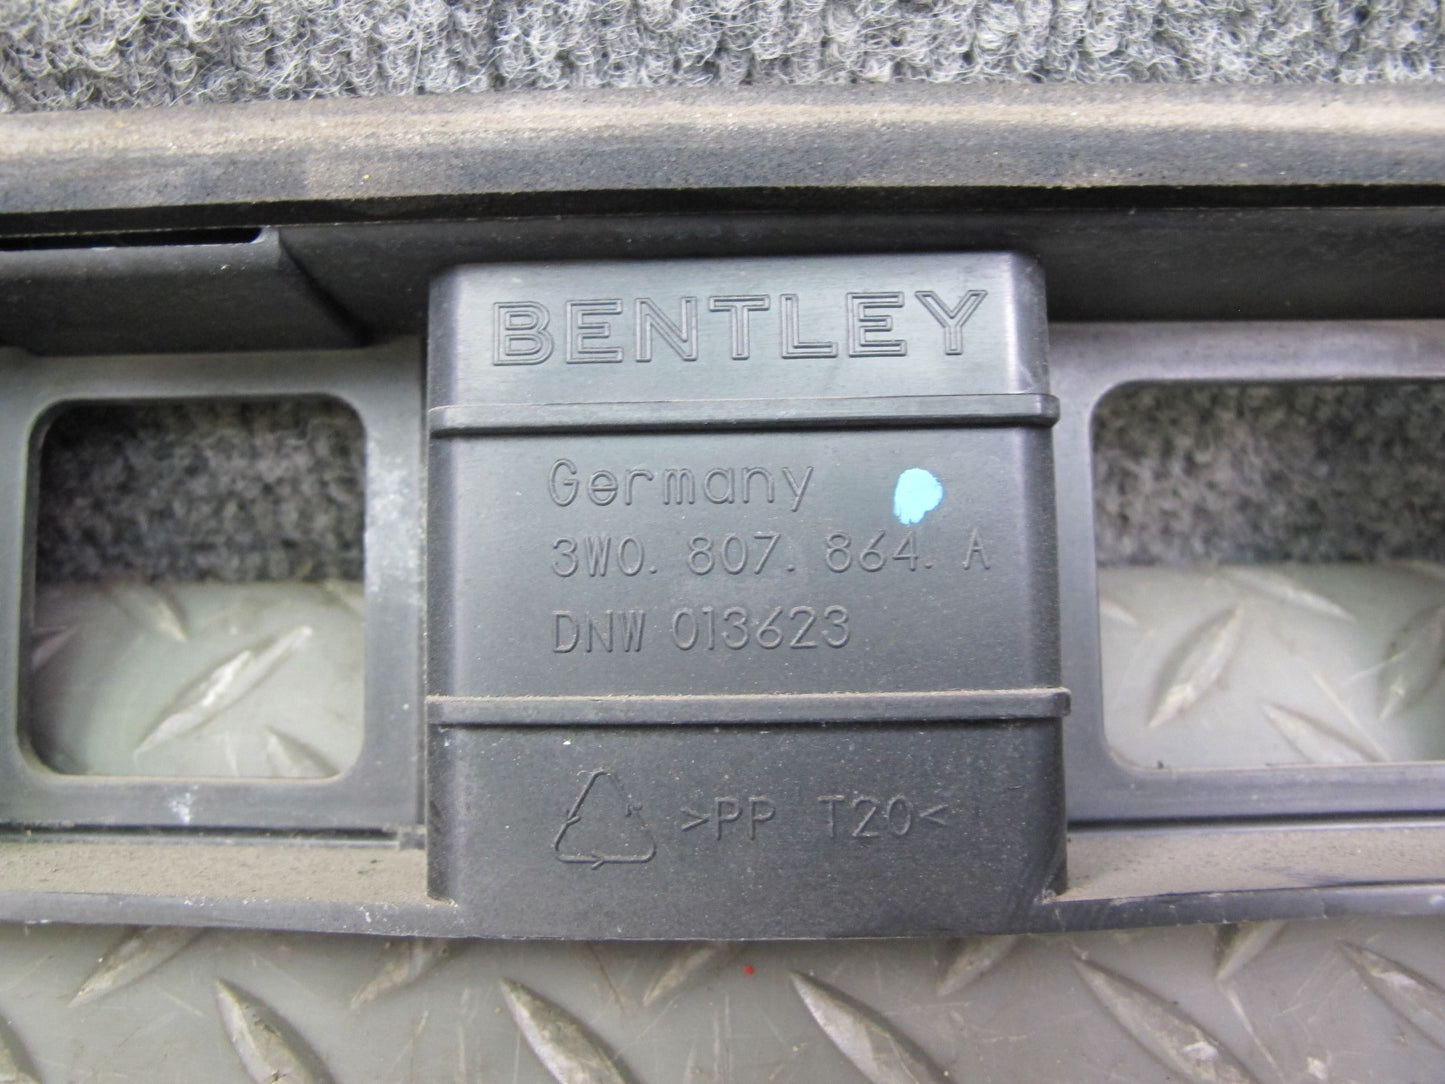 BENTLEY
Germany
3W0. 807. 864. A
DNW 013623
>PP T20<